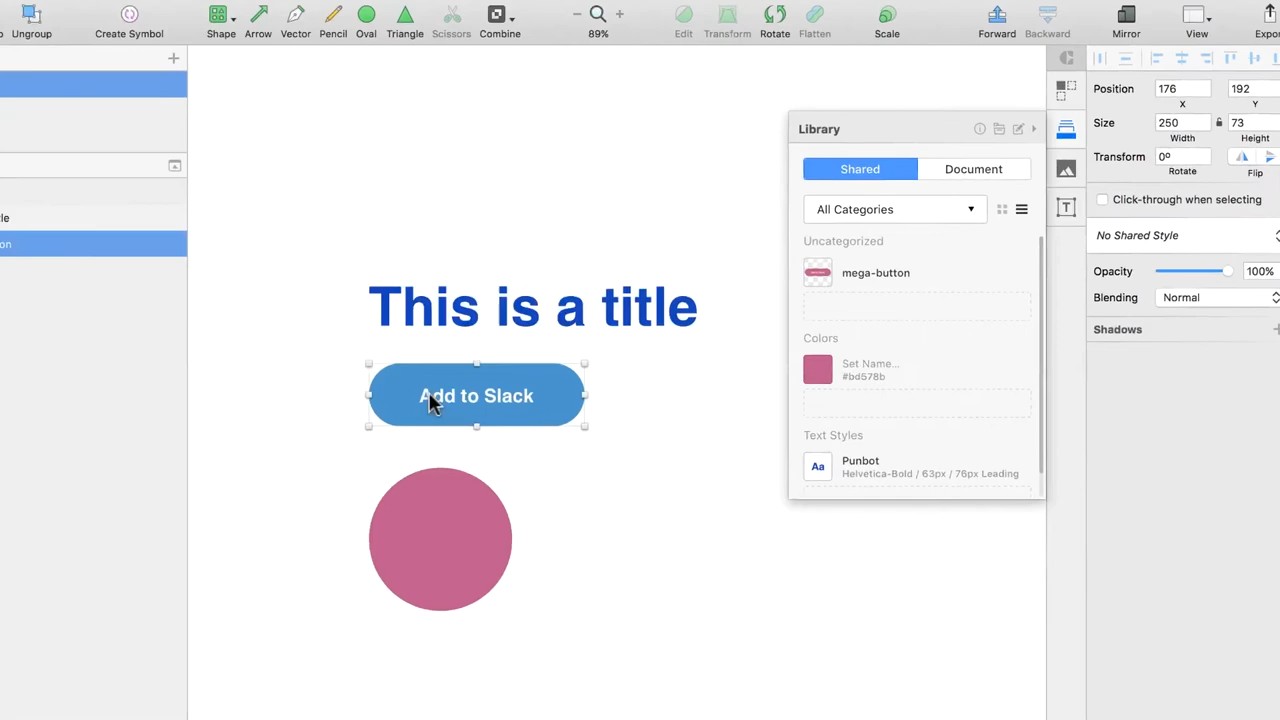 Ungroup
Create Symbol
Shape
Arrow
Vector
Pencil
Oval
Triangle
Scissors
Combine
89%
Edit
Transform
Rotate
Flatten
Scale
Forward
Backward
Mirror
View
Expor
le
on
This is a title
Add to Slack
Library
Shared
Document
All Categories
Uncategorized
mega-button
Colors
Set Name...
#bd578b
Text Styles
Aa
Punbot
Helvetica-Bold / 63px / 76px Leading
Position
176
192
X
Y
Size
250
73
Width
Height
Transform
0º
Rotate
Flip
Click-through when selecting
No Shared Style
Opacity
100%
Blending
Normal
Shadows